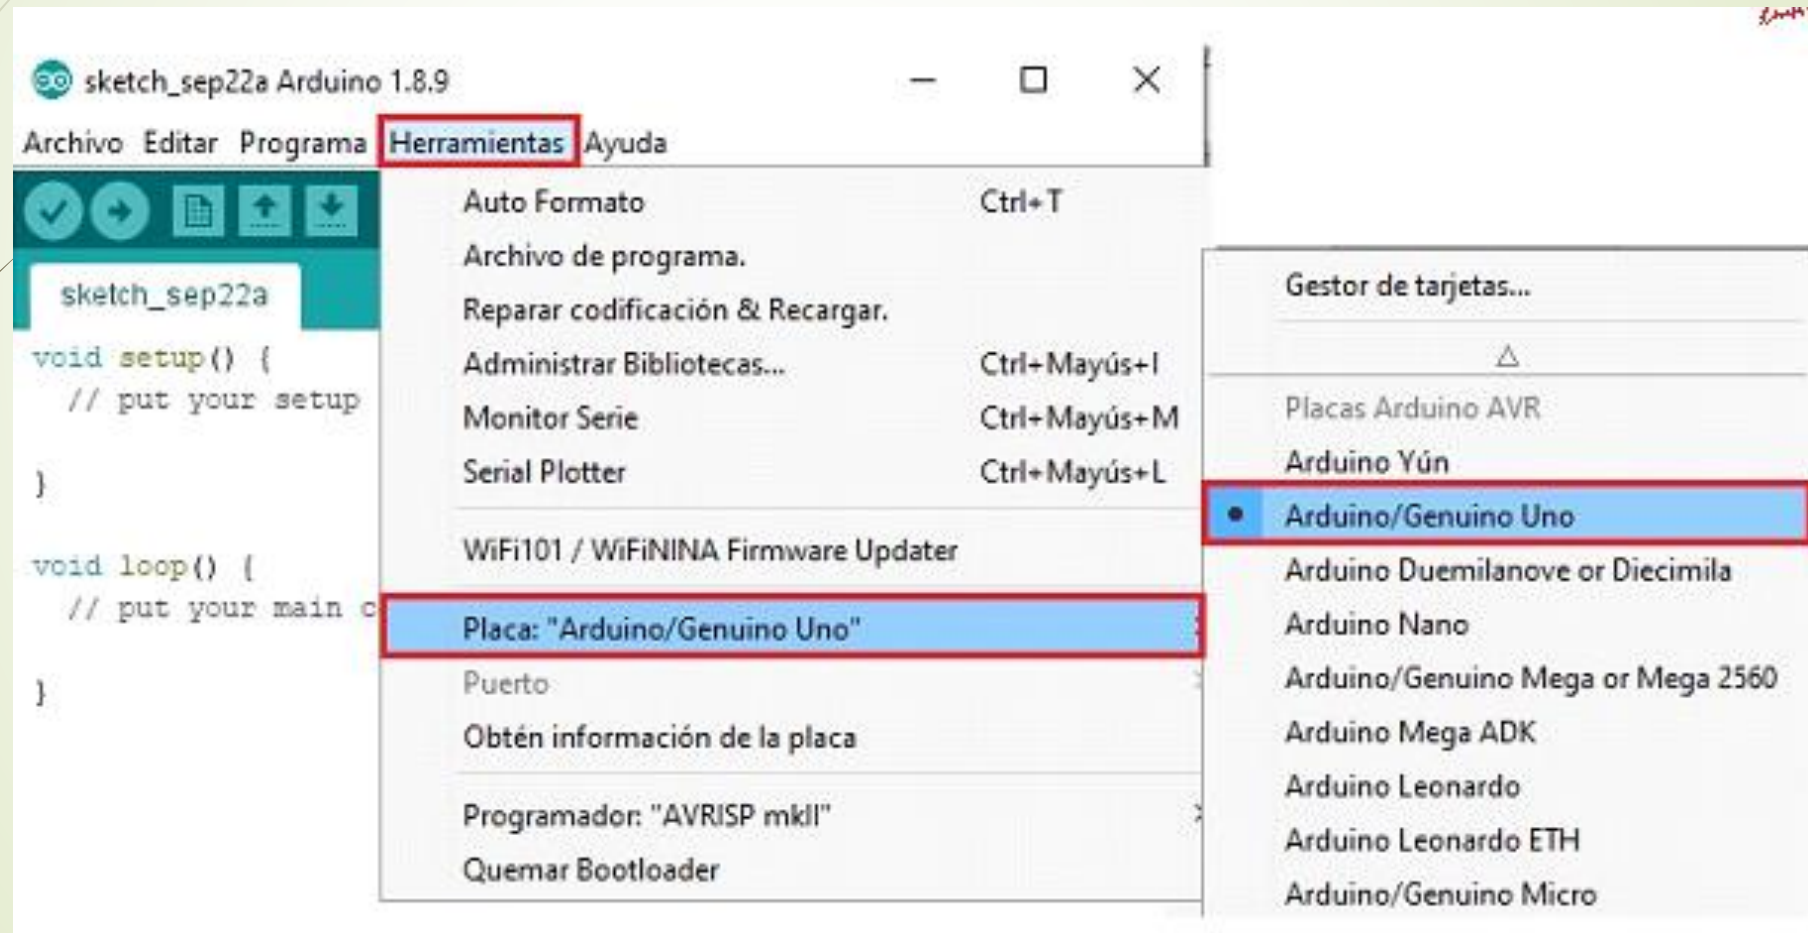 sketch_sep22a Arduino 1.8.9
Archivo Editar Programa Herramientas Ayuda
sketch_sep22a
void setup() {
// put your setup
}
void loop() {
// put your main c
}
Auto Formato Ctrl+T
Archivo de programa.
Reparar codificación & Recargar.
Administrar Bibliotecas... Ctrl+Mayús+I
Monitor Serie Ctrl+Mayús+M
Serial Plotter Ctrl+Mayús+L
WiFi101 / WiFiNINA Firmware Updater
Placa: "Arduino/Genuino Uno"
Puerto
Obtén información de la placa
Programador: "AVRISP mkII"
Quemar Bootloader
Gestor de tarjetas...
Placas Arduino AVR
Arduino Yún
Arduino/Genuino Uno
Arduino Duemilanove or Diecimila
Arduino Nano
Arduino/Genuino Mega or Mega 2560
Arduino Mega ADK
Arduino Leonardo
Arduino Leonardo ETH
Arduino/Genuino Micro